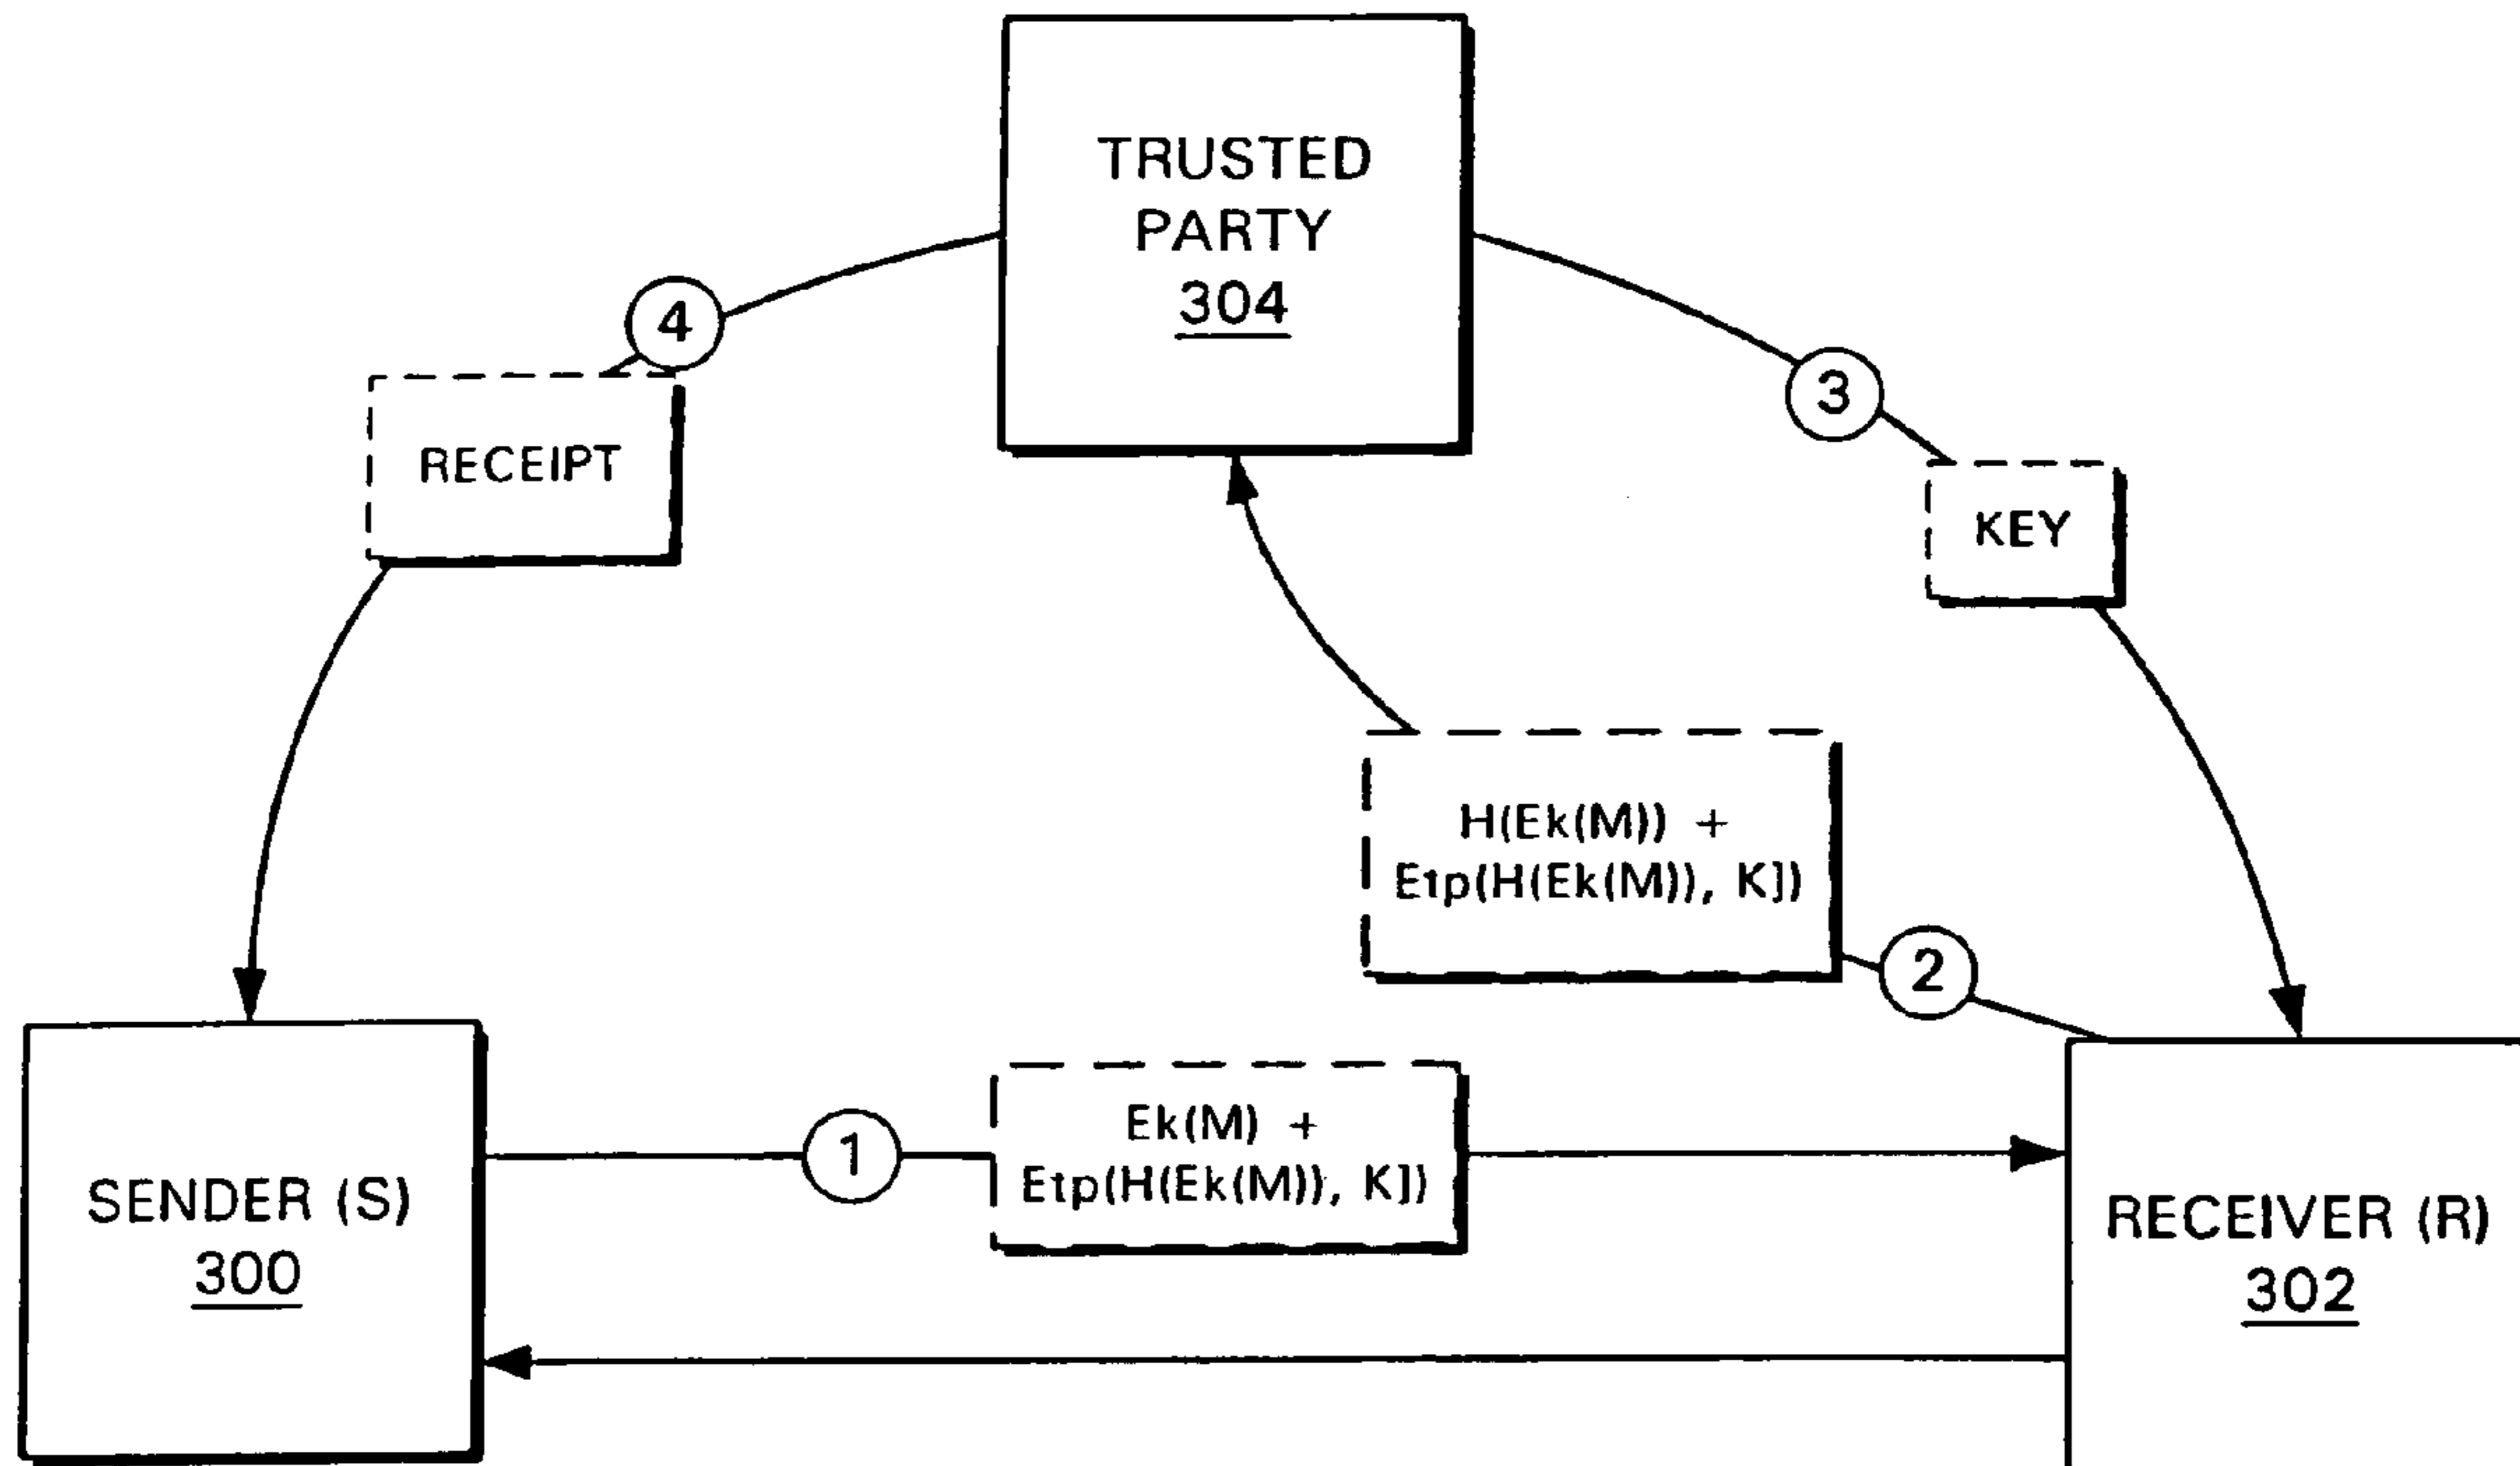 TRUSTED
PARTY
304
4
3
RECEIPT
KEY
H(Ek(M)) +
Etp(H(Ek(M)), K])
2
1
Ek(M) +
Etp(H(Ek(M)), K])
SENDER (S)
300
RECEIVER (R)
302